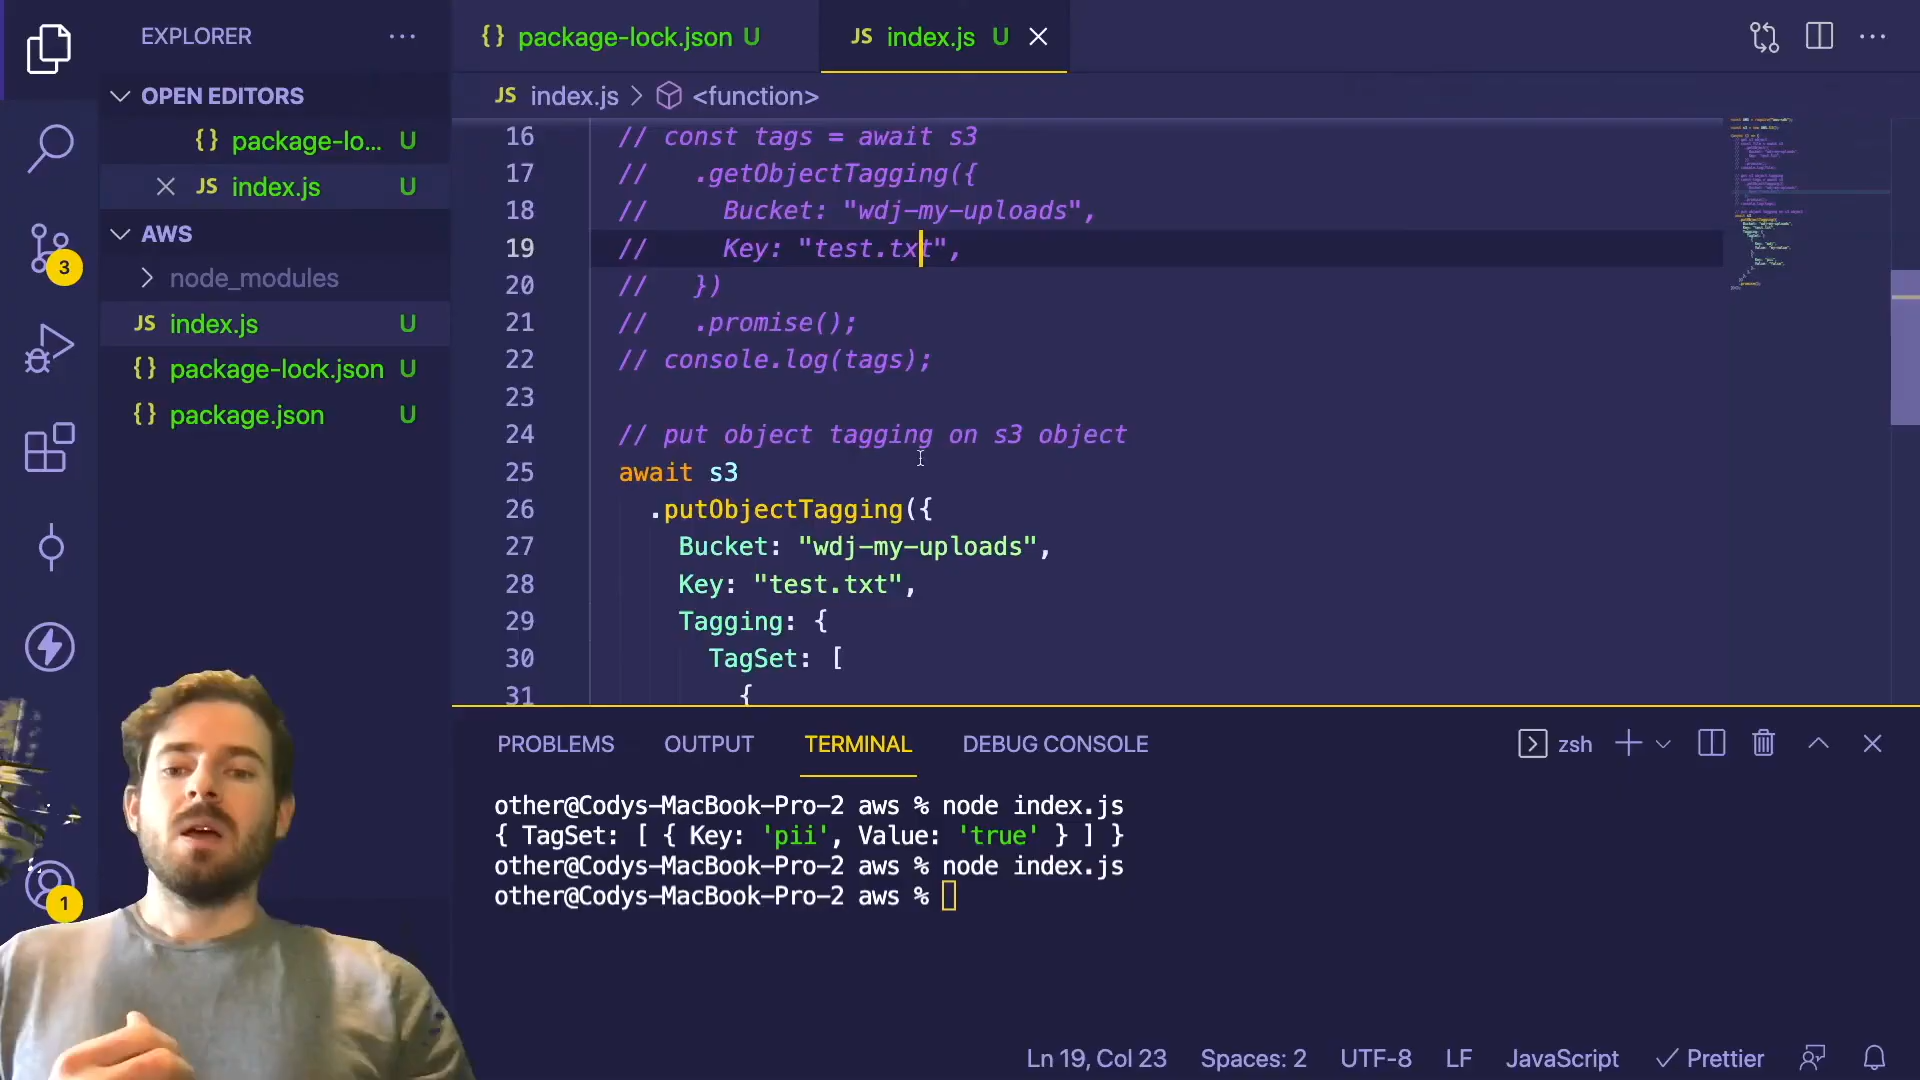 EXPLORER
OPEN EDITORS
{} package-lo... U
JS index.js U
AWS
node_modules
JS index.js U
{} package-lock.json U
{} package.json U
3
1
{} package-lock.json U
JS index.js U
JS index.js > <function>
16 // const tags = await s3
17 //   .getObjectTagging({
18 //     Bucket: "wdj-my-uploads",
19 //     Key: "test.txt",
20 //   })
21 //   .promise();
22 // console.log(tags);
23
24 // put object tagging on s3 object
25 await s3
26   .putObjectTagging({
27     Bucket: "wdj-my-uploads",
28     Key: "test.txt",
29     Tagging: {
30       TagSet: [
31         {
PROBLEMS OUTPUT TERMINAL DEBUG CONSOLE
zsh
other@Codys-MacBook-Pro-2 aws % node index.js
{ TagSet: [ { Key: 'pii', Value: 'true' } ] }
other@Codys-MacBook-Pro-2 aws % node index.js
other@Codys-MacBook-Pro-2 aws %
Ln 19, Col 23 Spaces: 2 UTF-8 LF JavaScript Prettier